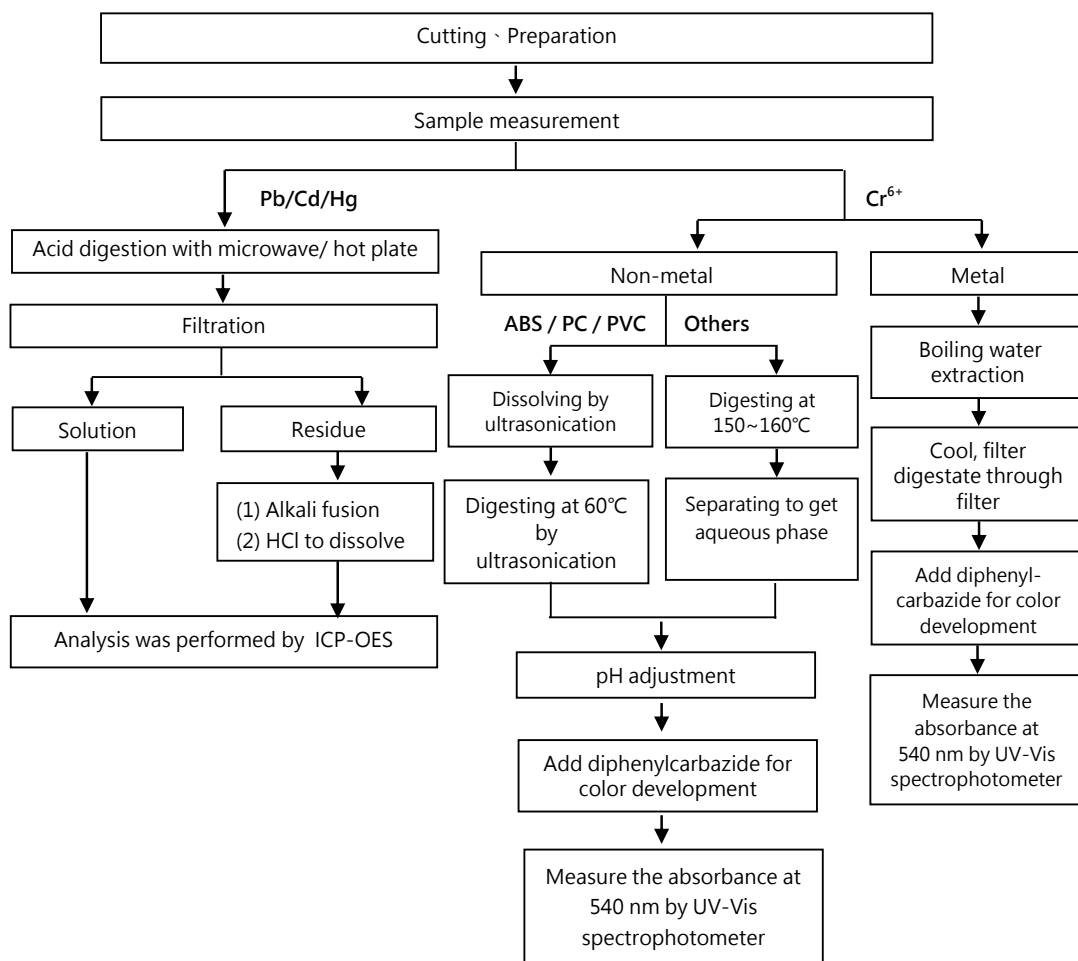 Cutting、Preparation
Sample measurement
Pb/Cd/Hg
Cr⁶⁺
Acid digestion with microwave/ hot plate
Non-metal
Metal
Filtration
ABS / PC / PVC
Others
Boiling water
extraction
Solution
Residue
Dissolving by
ultrasonication
Digesting at
150~160℃
Cool, filter
digestate through
filter
(1) Alkali fusion
(2) HCl to dissolve
Digesting at 60℃
by
ultrasonication
Separating to get
aqueous phase
Add diphenyl-
carbazide for color
development
Analysis was performed by ICP-OES
pH adjustment
Measure the
absorbance at
540 nm by UV-Vis
spectrophotometer
Add diphenylcarbazide for
color development
Measure the absorbance at
540 nm by UV-Vis
spectrophotometer